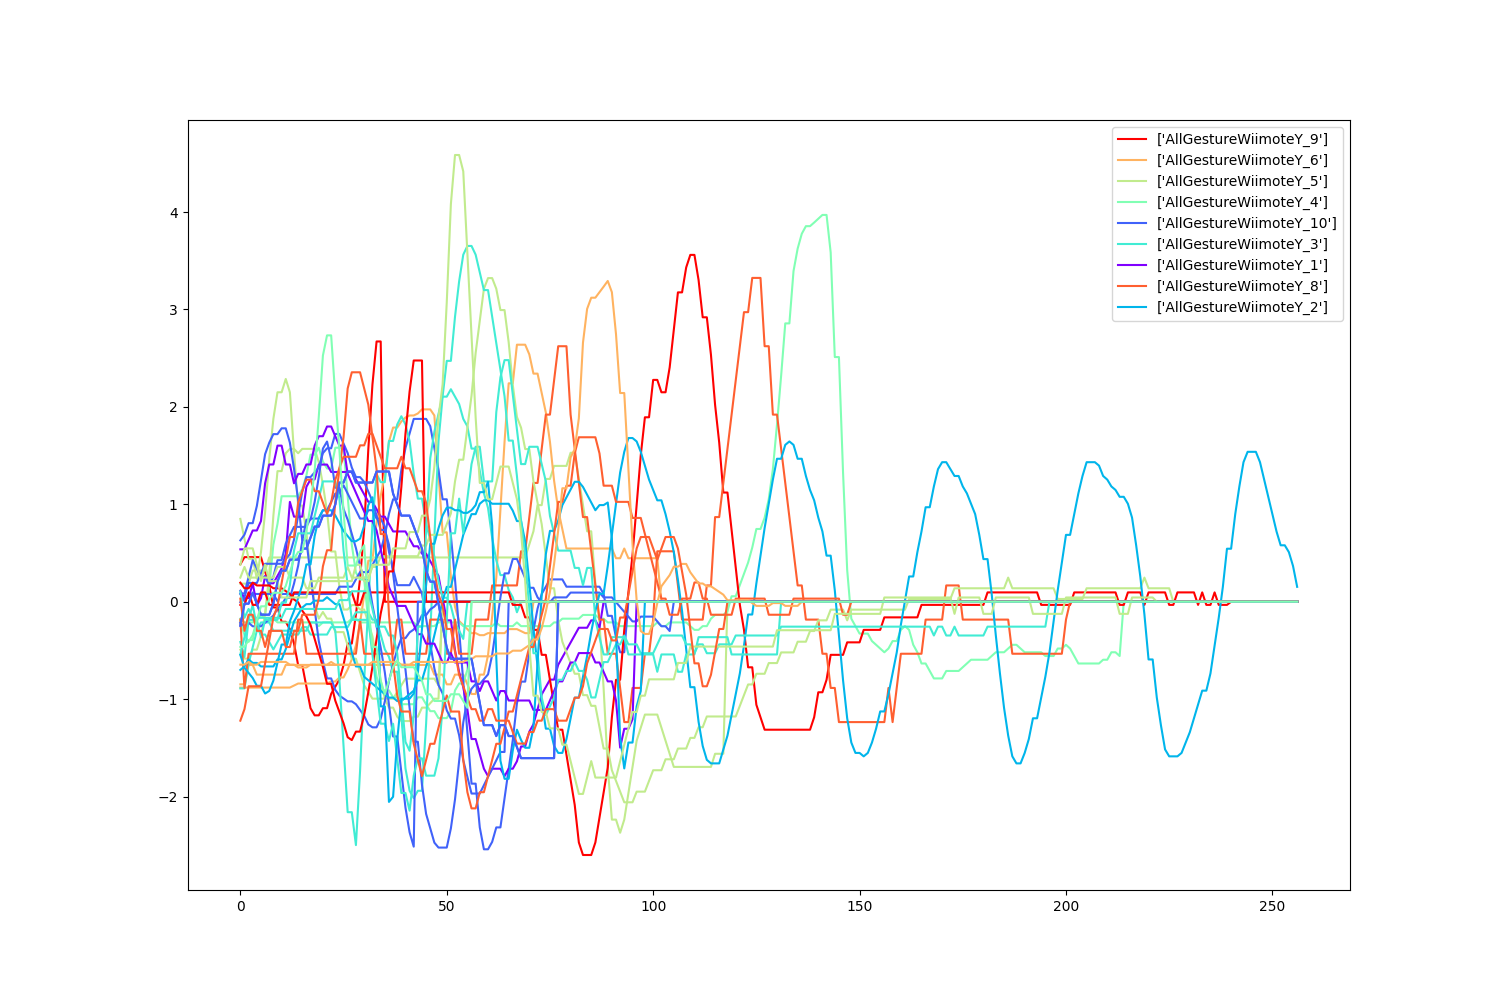 ['AllGestureWiimoteY_9']
['AllGestureWiimoteY_6']
['AllGestureWiimoteY_5']
['AllGestureWiimoteY_4']
['AllGestureWiimoteY_10']
['AllGestureWiimoteY_3']
['AllGestureWiimoteY_1']
['AllGestureWiimoteY_8']
['AllGestureWiimoteY_2']
4
3
2
1
0
−1
−2
0 50 100 150 200 250